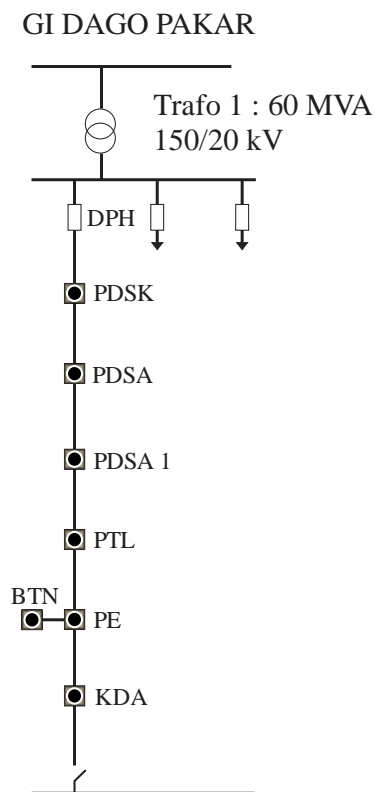 GI DAGO PAKAR
Trafo 1 : 60 MVA
150/20 kV
DPH
PDSK
PDSA
PDSA 1
PTL
BTN
PE
KDA